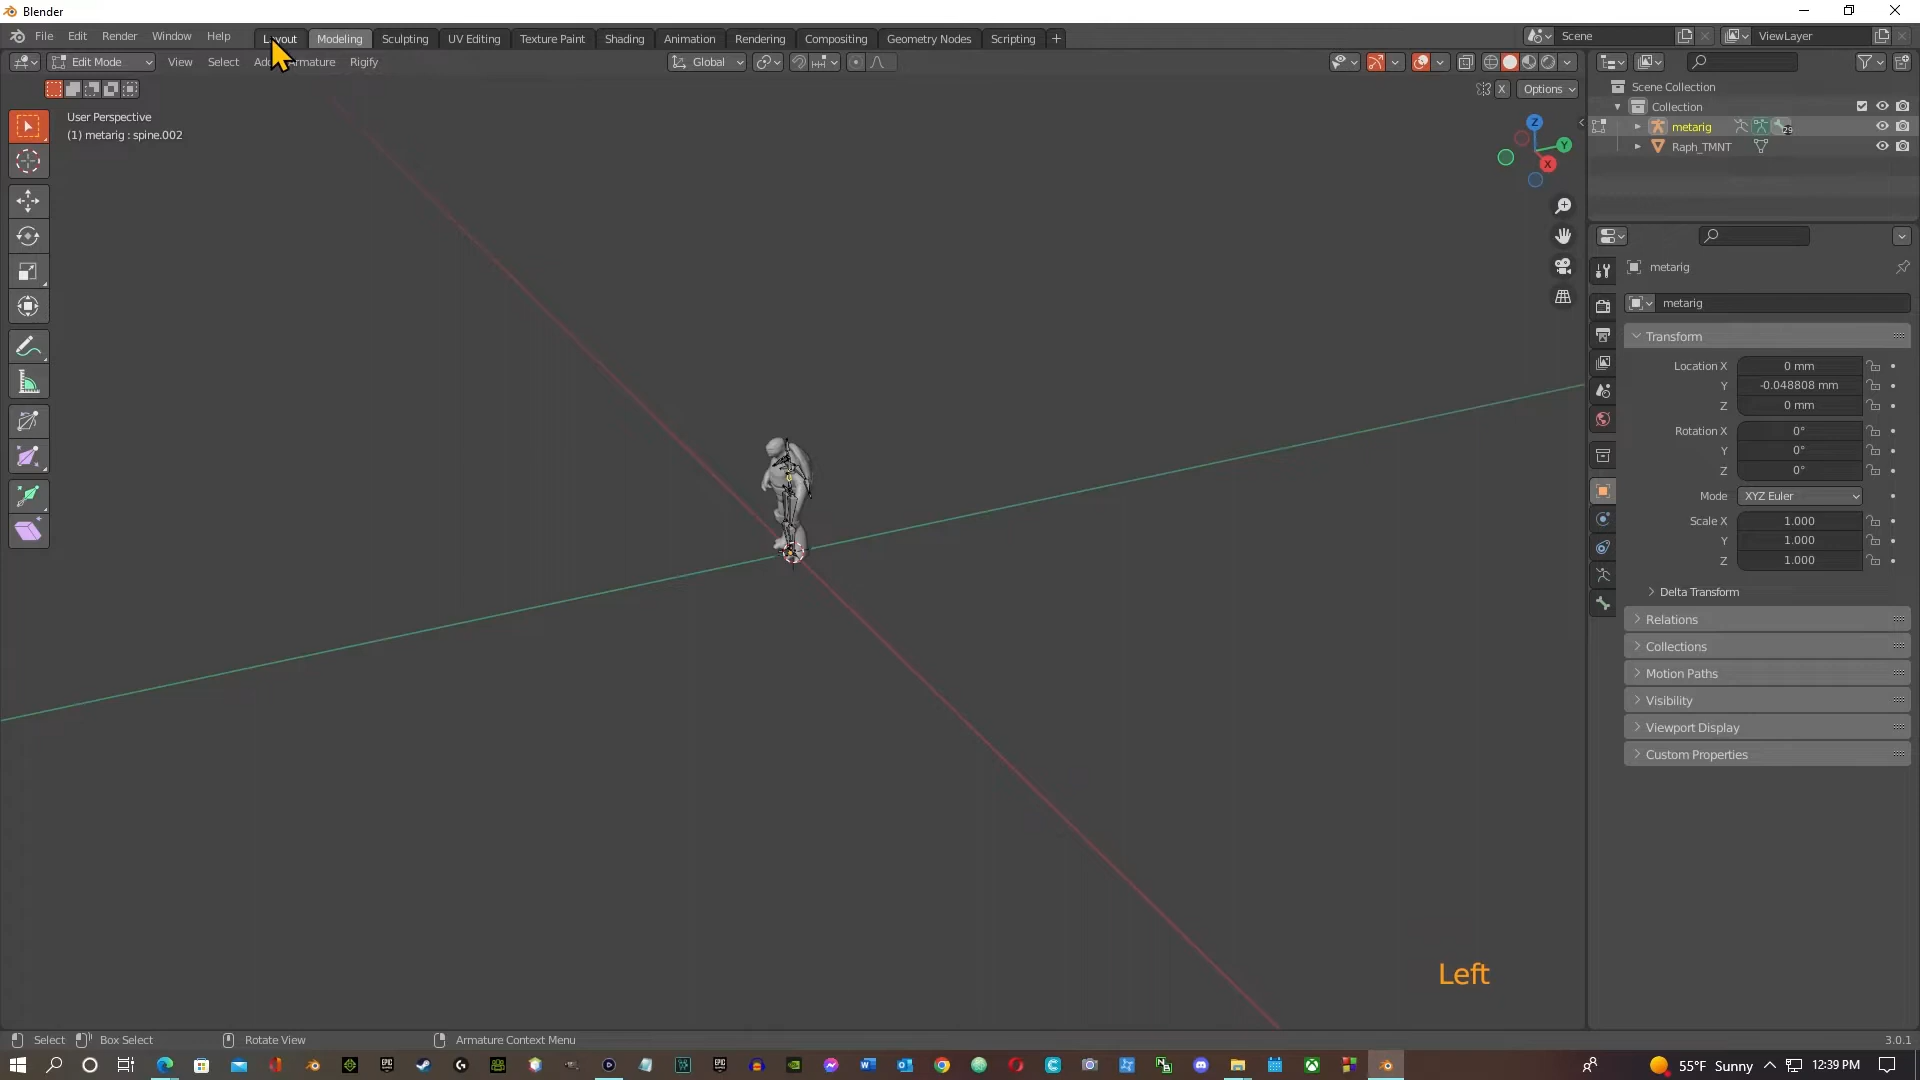 Blender
File Edit Render Window Help Layout Modeling Sculpting UV Editing Texture Paint Shading Animation Rendering Compositing Geometry Nodes Scripting + Scene ViewLayer
Edit Mode View Select Add Armature Rigify Global
X Options
User Perspective
(1) metarig : spine.002
Z
Y
X
Scene Collection
Collection
metarig 29
Raph_TMNT
metarig
metarig
Transform
Location X 0 mm
Y -0.048808 mm
Z 0 mm
Rotation X 0°
Y 0°
Z 0°
Mode XYZ Euler
Scale X 1.000
Y 1.000
Z 1.000
Delta Transform
Relations
Collections
Motion Paths
Visibility
Viewport Display
Custom Properties
Left
Select Box Select Rotate View Armature Context Menu 3.0.1
55°F Sunny 12:39 PM